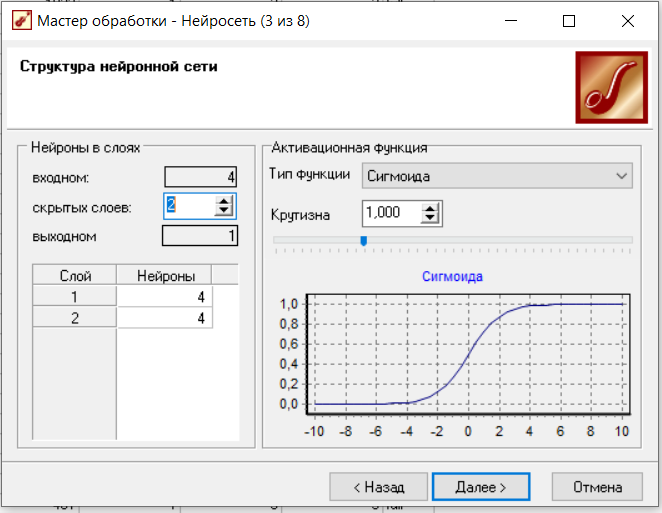 Мастер обработки - Нейросеть (3 из 8)
Структура нейронной сети
Нейроны в слоях
входном: 4
скрытых слоев: 2
выходном 1
Слой Нейроны
1 4
2 4
Активационная функция
Тип функции Сигмоида
Крутизна 1,000
Сигмоида
1,0
0,8
0,6
0,4
0,2
0,0
-10 -8 -6 -4 -2 0 2 4 6 8 10
< Назад Далее > Отмена